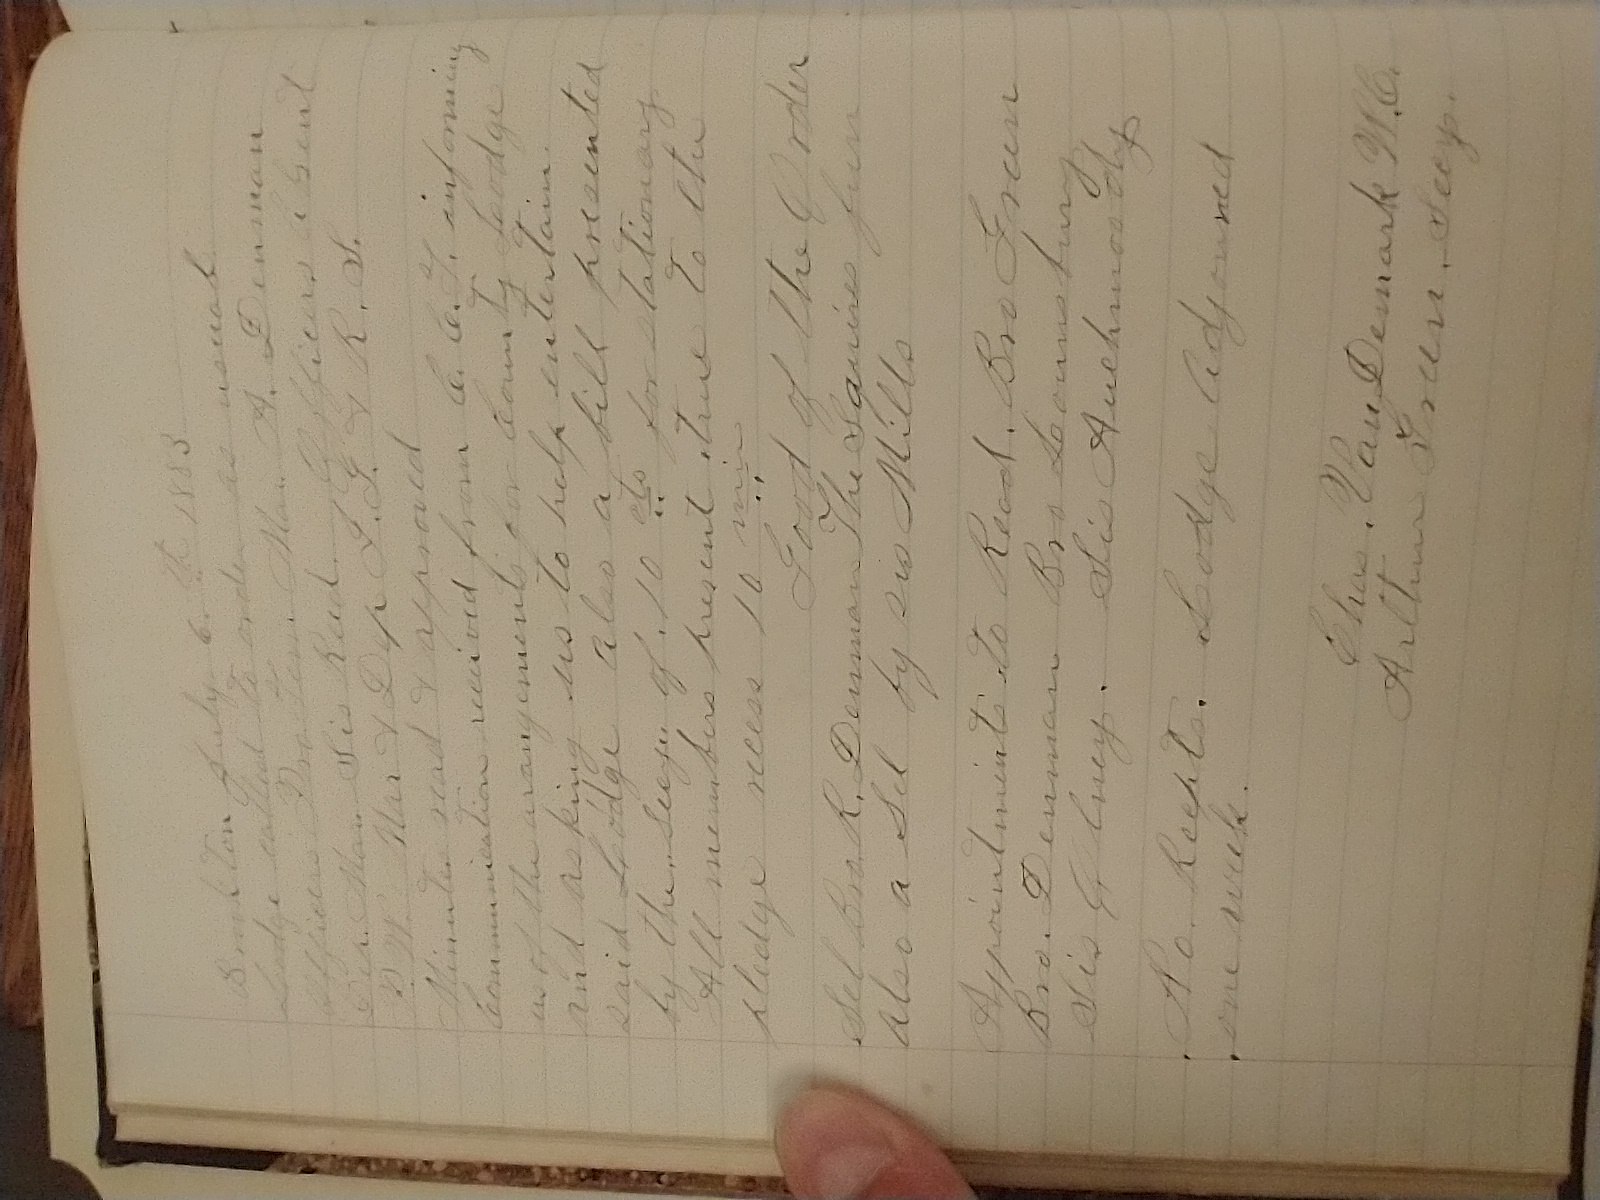 Brookton July 6.th 1883
Lodge called to order as usual.
Officers Pro Tem. Mar. A. Denman
Dep. Mar. Sis Reed. Officers Absent
P. W. Mar & Dep I. G. & R. S.
Minutes read & approved
Communication received from C. C. T. informing
us of the arangements for County Lodge
and asking us to help entertain.
said Lodge also a bill presented
by the Secy. of .10 cts for stationary
All members present true to the
pledge recess 10 min
Good of the Order
Sel Bro. R. Denman The Squires fun
also a Sel by sis Mills
Appointments to Read. Bro Green
Bro. Denman Bro Lounsbury
Sis Olney. Sis Auchmoody
No. Recpts. Lodge Adjourned
one week.
Chas. VanDemark W.C.
Arthur Green. Secy.